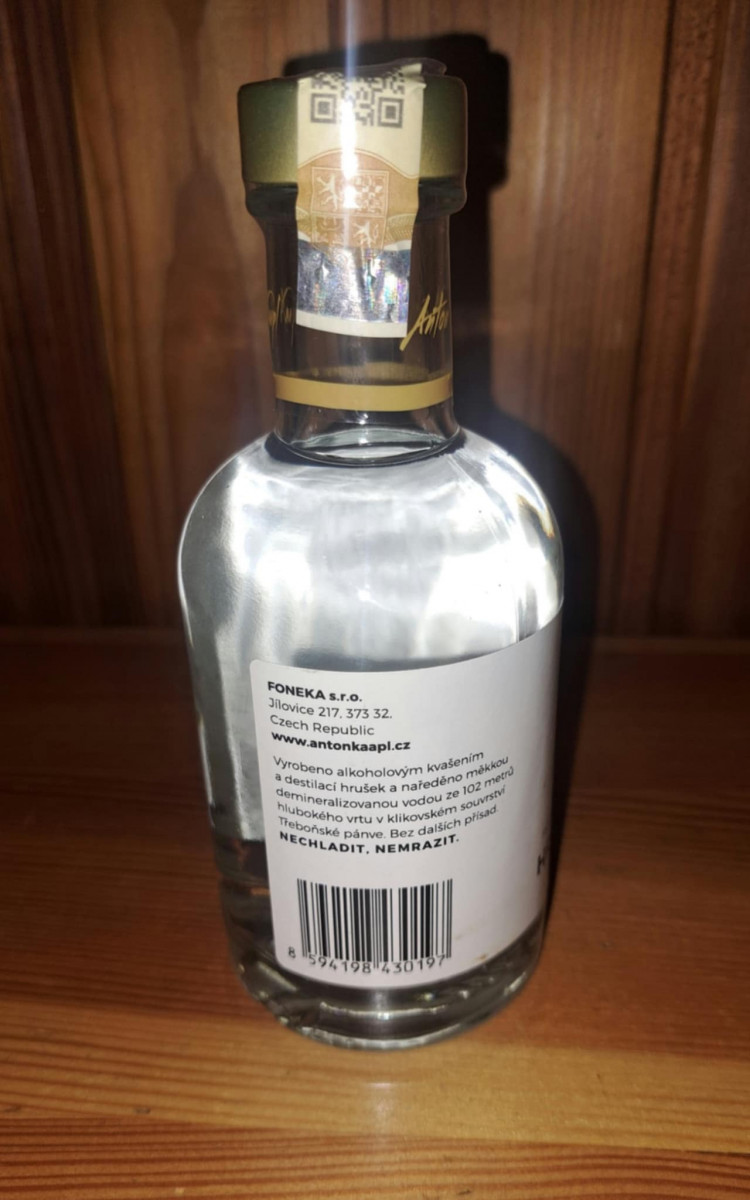 Anton
FONEKA s.r.o.
Jílovice 217, 373 32.
Czech Republic
www.antonkaapl.cz
Vyrobeno alkoholovým kvašením
a destilací hrušek a naředěno měkkou
demineralizovanou vodou ze 102 metrů
hlubokého vrtu v klikovském souvrství
Třeboňské pánve. Bez dalších přísad.
NECHLADIT, NEMRAZIT.
8 594198 430197